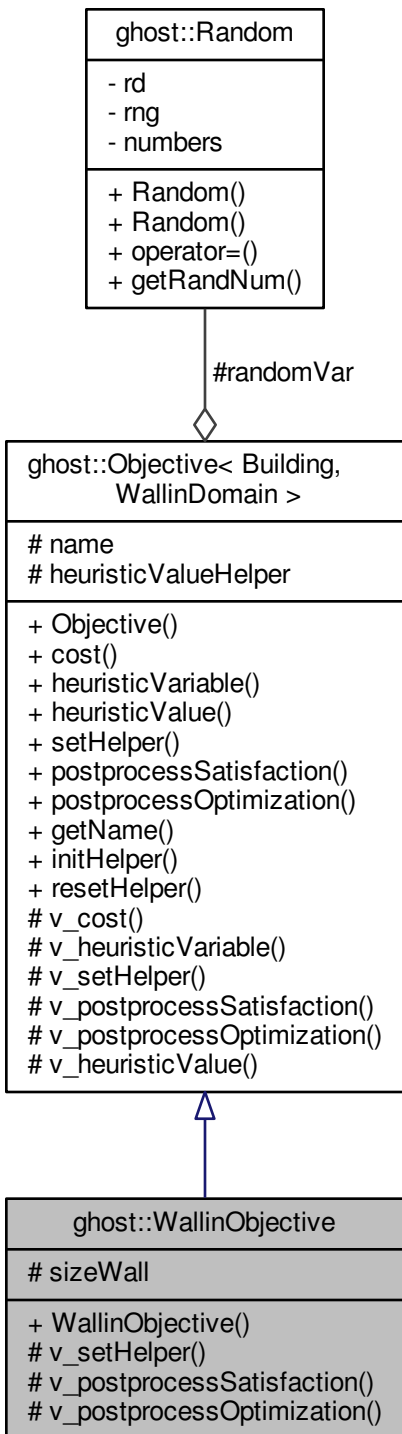 ghost::Random
- rd
- rng
- numbers
+ Random()
+ Random()
+ operator=()
+ getRandNum()
#randomVar
ghost::Objective< Building,
WallinDomain >
# name
# heuristicValueHelper
+ Objective()
+ cost()
+ heuristicVariable()
+ heuristicValue()
+ setHelper()
+ postprocessSatisfaction()
+ postprocessOptimization()
+ getName()
+ initHelper()
+ resetHelper()
# v_cost()
# v_heuristicVariable()
# v_setHelper()
# v_postprocessSatisfaction()
# v_postprocessOptimization()
# v_heuristicValue()
ghost::WallinObjective
# sizeWall
+ WallinObjective()
# v_setHelper()
# v_postprocessSatisfaction()
# v_postprocessOptimization()